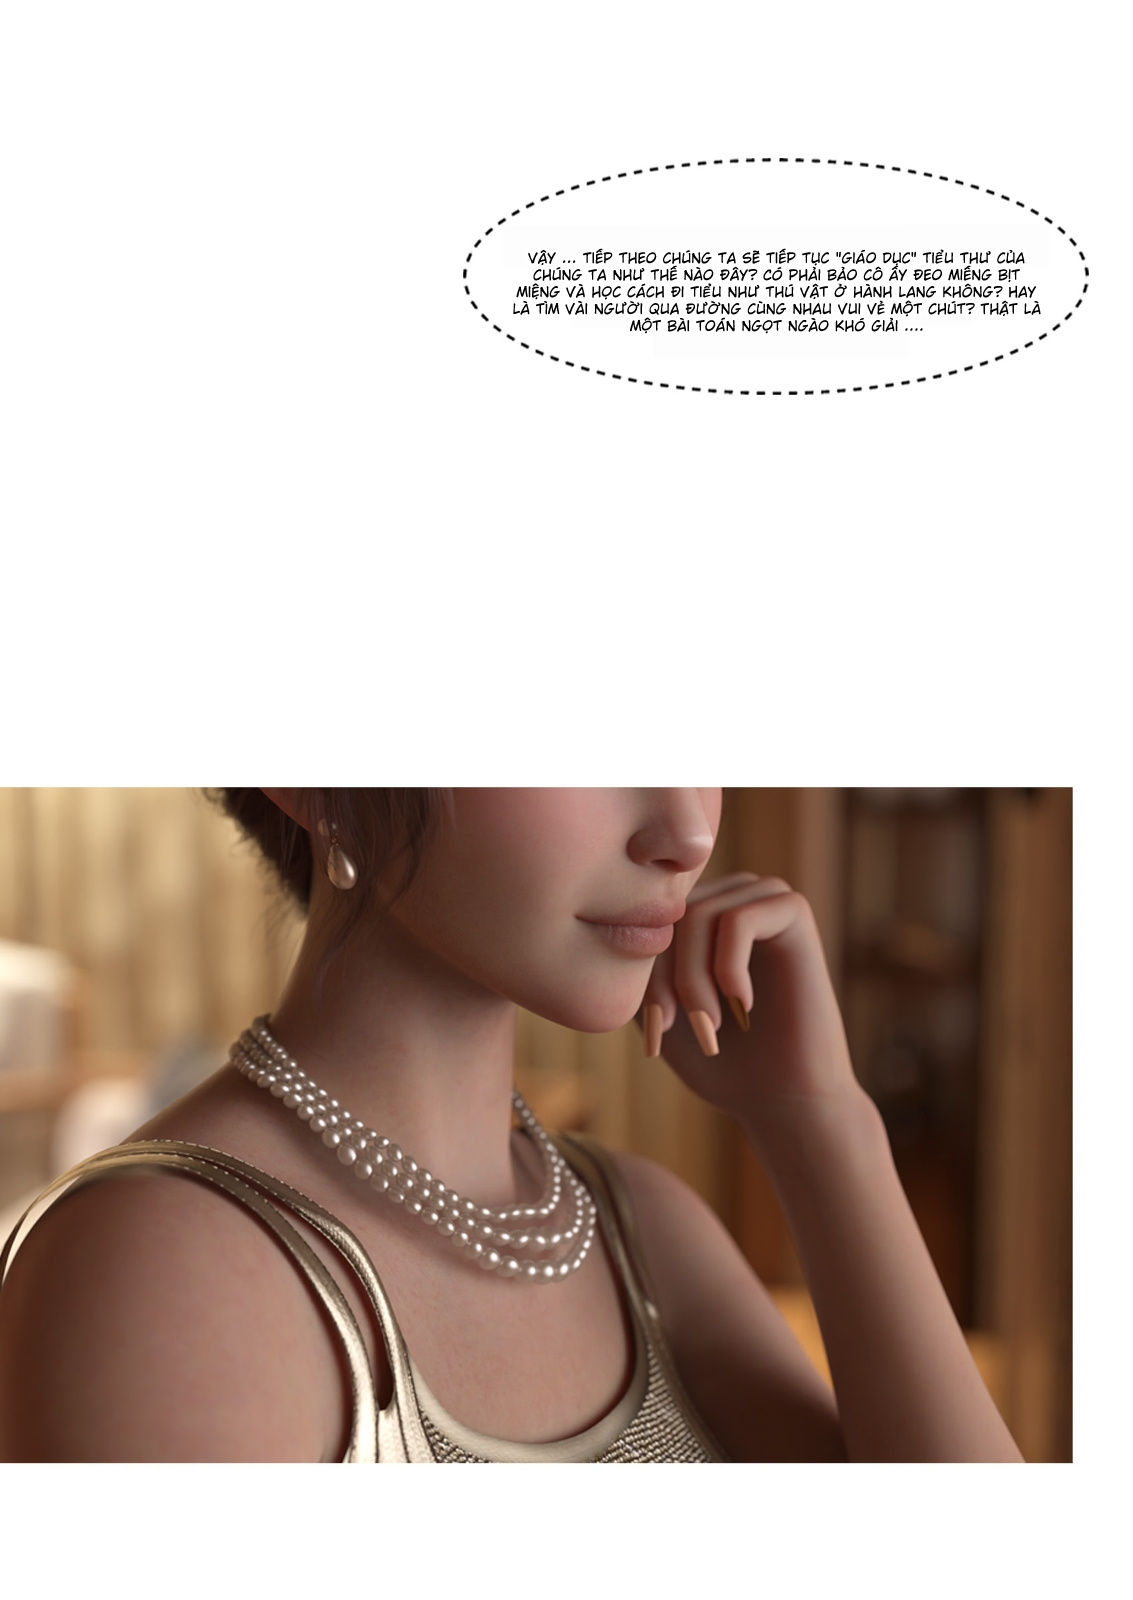 VẬY ... TIẾP THEO CHÚNG TA SẼ TIẾP TỤC "GIÁO DỤC" TIỂU THƯ CỦA
CHÚNG TA NHƯ THẾ NÀO ĐÂY? CÓ PHẢI BẢO CÔ ẤY ĐEO MIẾNG BỊT
MIỆNG VÀ HỌC CÁCH ĐI TIỂU NHƯ THÚ VẬT Ở HÀNH LANG KHÔNG? HAY
LÀ TÌM VÀI NGƯỜI QUA ĐƯỜNG CÙNG NHAU VUI VẺ MỘT CHÚT? THẬT LÀ
MỘT BÀI TOÁN NGỌT NGÀO KHÓ GIẢI ....